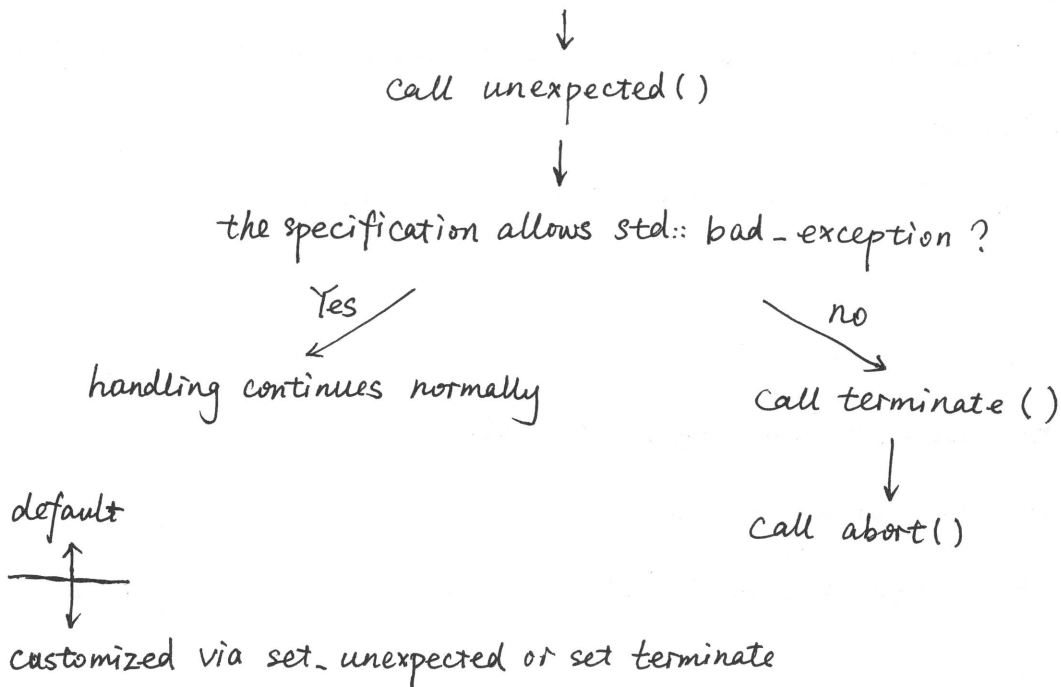 call unexpected()
the specification allows std:: bad_exception ?
Yes
no
handling continues normally
call terminate ()
default
call abort()
customized via set_unexpected or set terminate